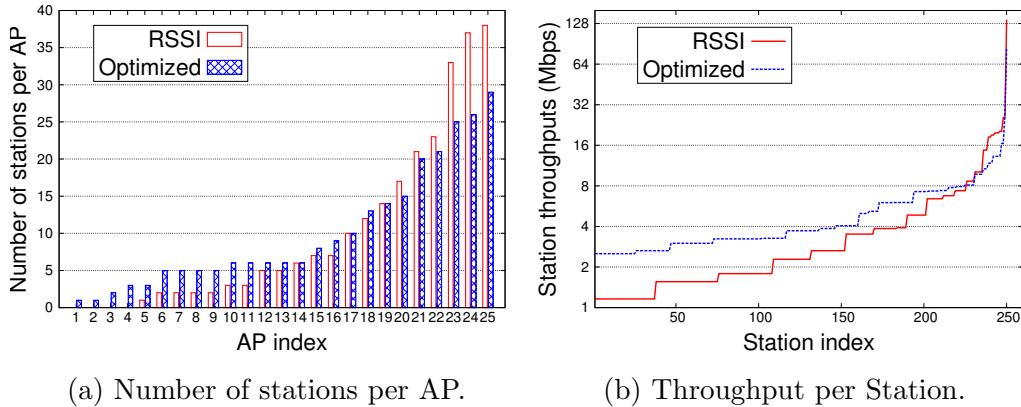 Number of stations per AP
40
35
30
25
20
15
10
5
0
RSSI
Optimized
1 2 3 4 5 6 7 8 9 10 11 12 13 14 15 16 17 18 19 20 21 22 23 24 25
AP index
(a) Number of stations per AP.
Station throughputs (Mbps)
128
64
32
16
8
4
2
1
RSSI
Optimized
50 100 150 200 250
Station index
(b) Throughput per Station.